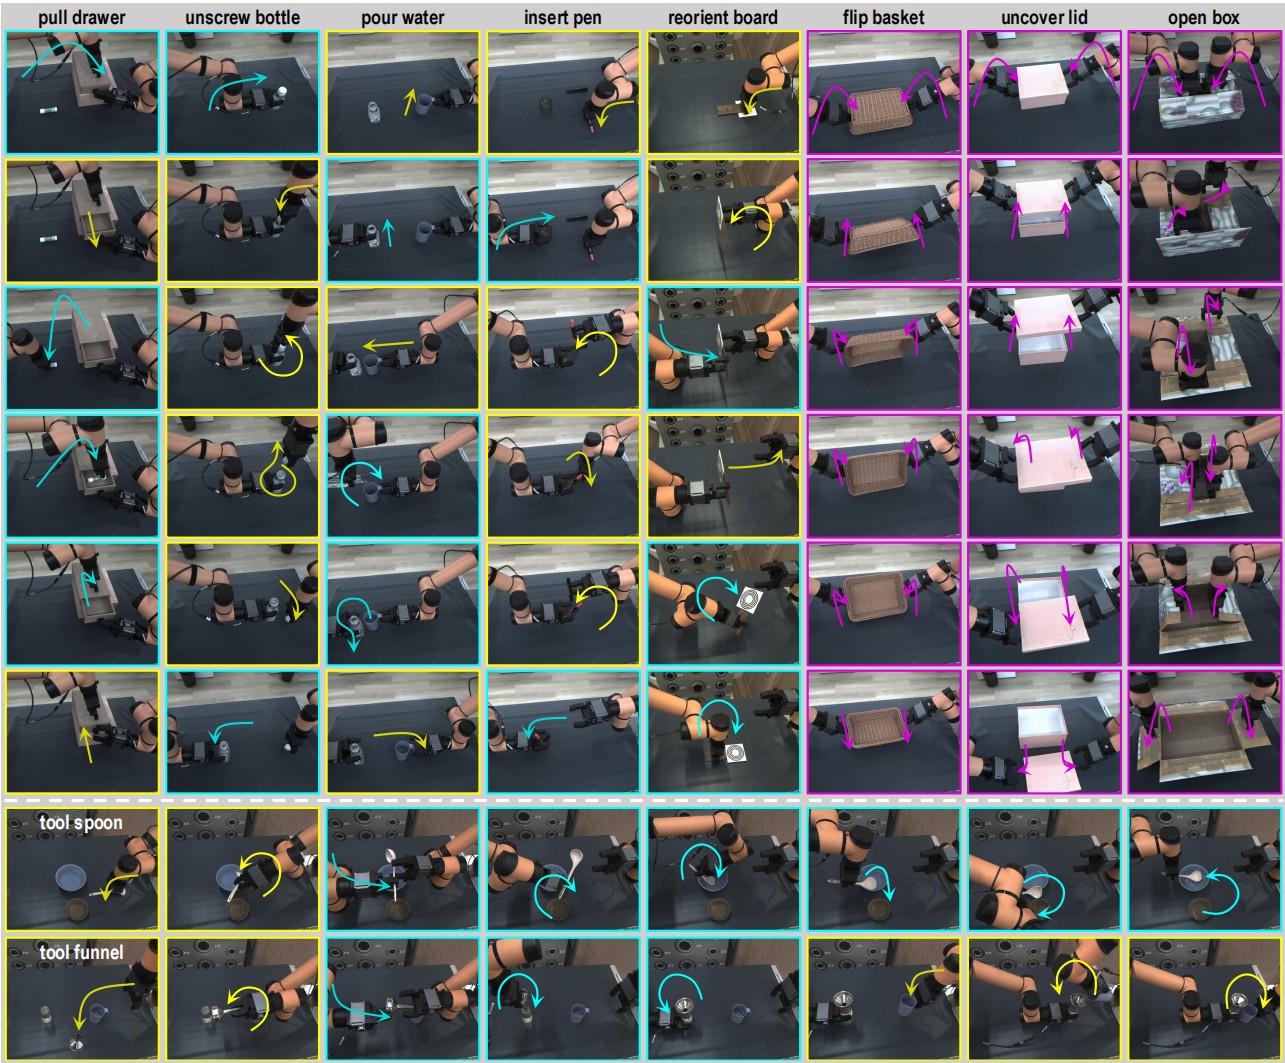 pull drawer
unscrew bottle
pour water
insert pen
reorient board
flip basket
uncover lid
open box
tool spoon
tool funnel